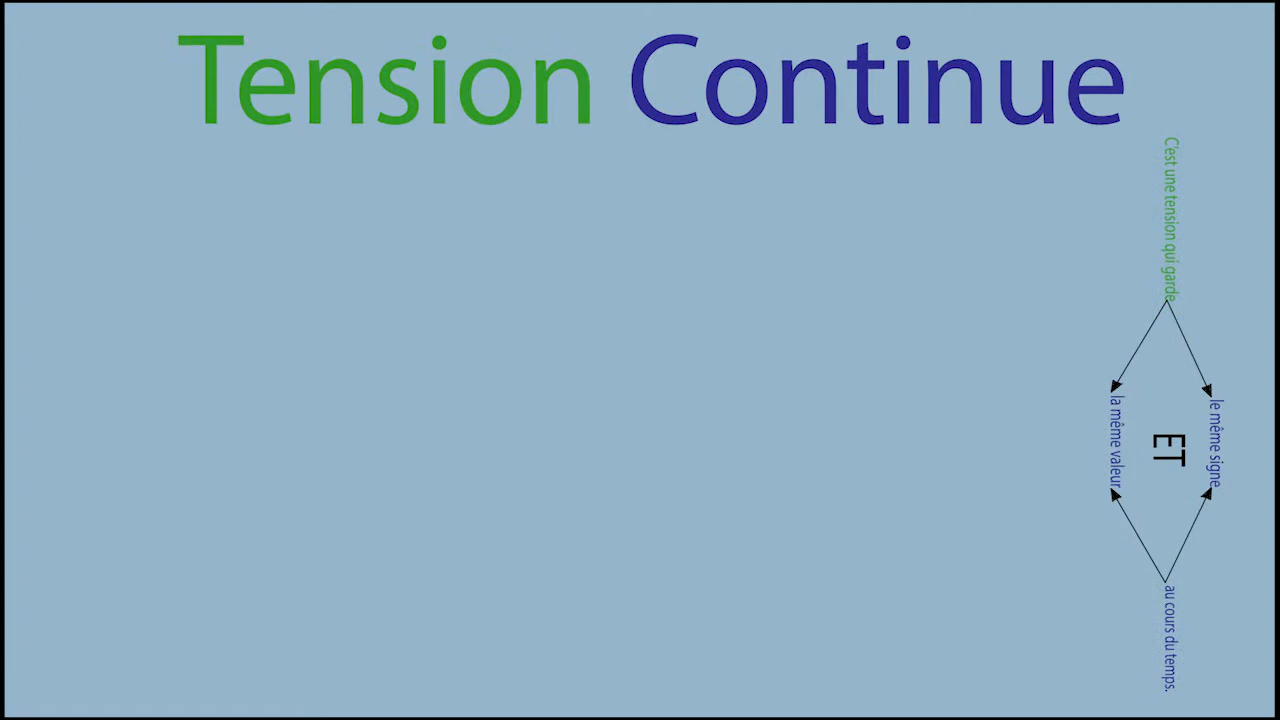 Tension Continue
C'est une tension qui garde
le même signe
ET
la même valeur
au cours du temps.